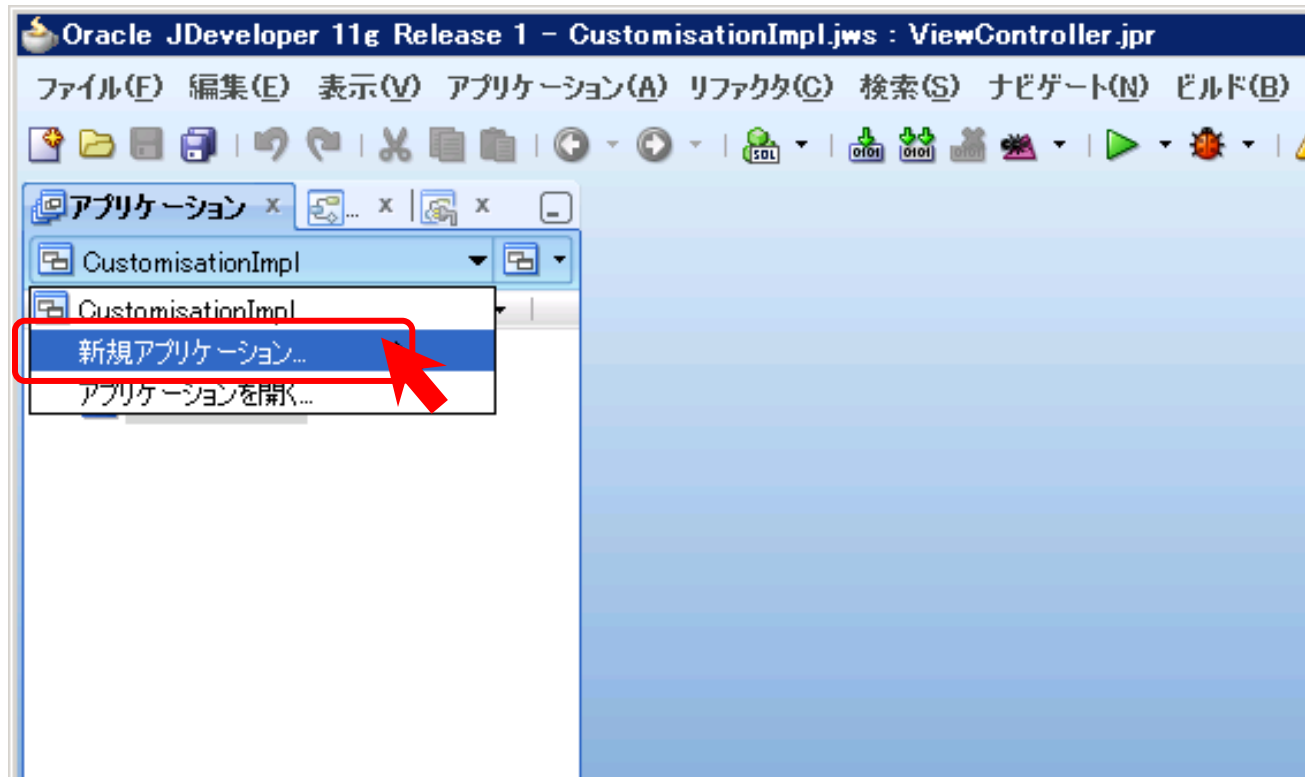 Oracle JDeveloper 11g Release 1 - CustomisationImpl.jws : ViewController.jpr
ファイル(F) 編集(E) 表示(V) アプリケーション(A) リファクタ(C) 検索(S) ナビゲート(N) ビルド(B)
アプリケーション
CustomisationImpl
CustomisationImpl
新規アプリケーション...
アプリケーションを開く...